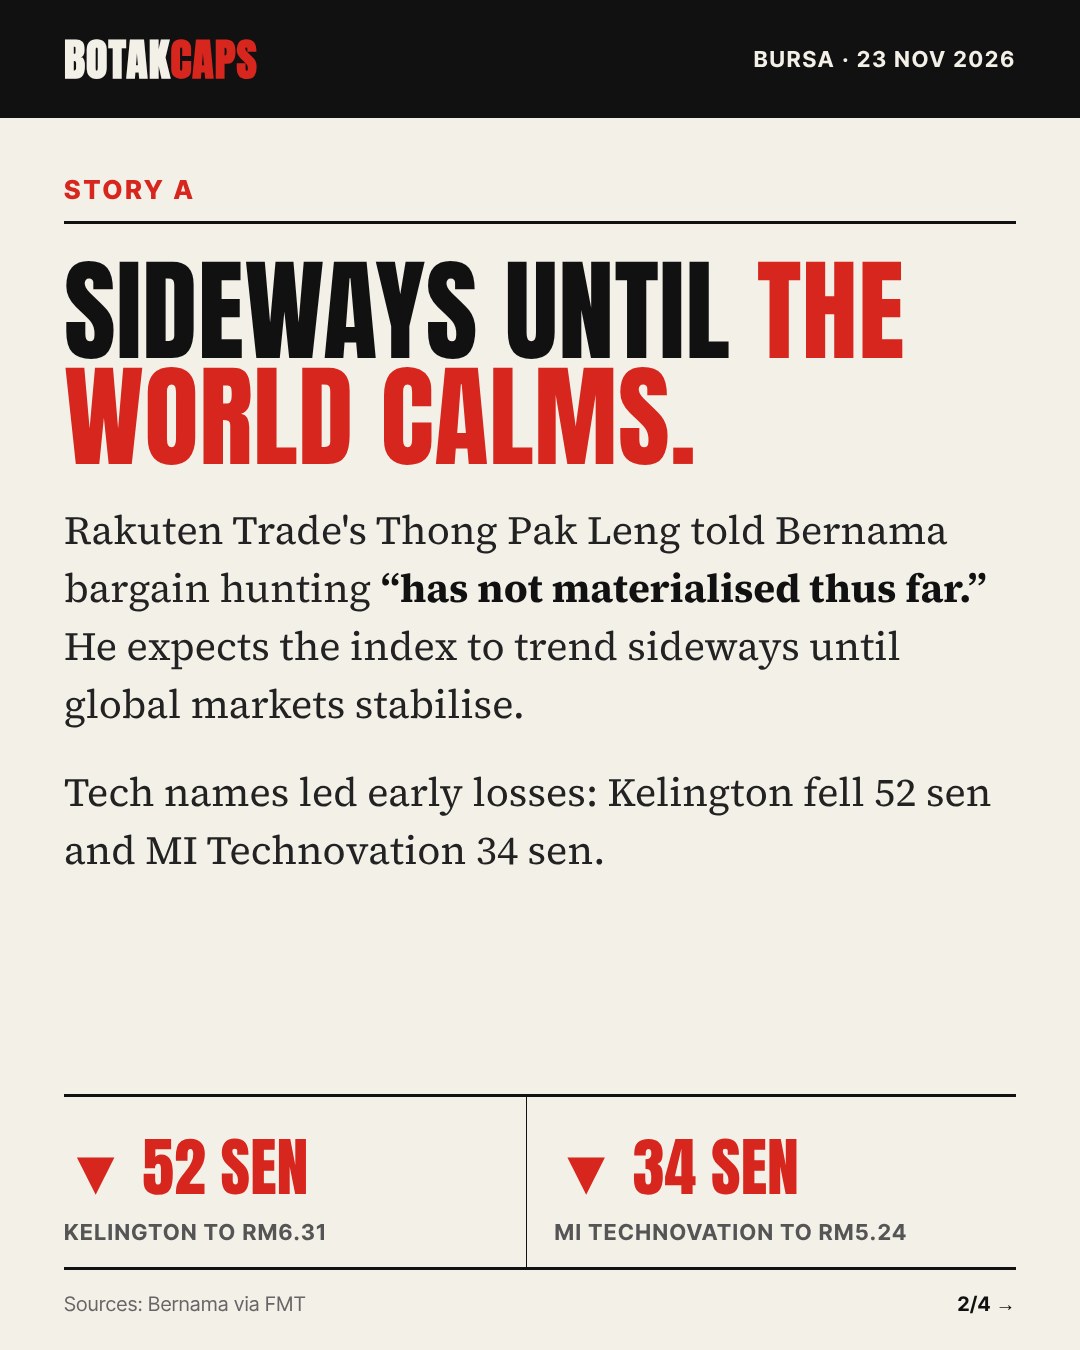 BOTAKCAPS
BURSA · 23 NOV 2026
STORY A
SIDEWAYS UNTIL THE
WORLD CALMS.
Rakuten Trade's Thong Pak Leng told Bernama
bargain hunting “has not materialised thus far.”
He expects the index to trend sideways until
global markets stabilise.
Tech names led early losses: Kelington fell 52 sen
and MI Technovation 34 sen.
▼ 52 SEN
KELINGTON TO RM6.31
▼ 34 SEN
MI TECHNOVATION TO RM5.24
Sources: Bernama via FMT
2/4 →